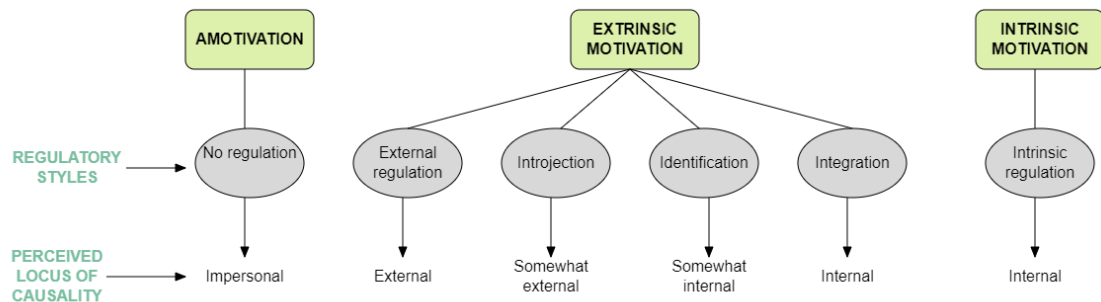 AMOTIVATION
EXTRINSIC
MOTIVATION
INTRINSIC
MOTIVATION
REGULATORY
STYLES
No regulation
External
regulation
Introjection
Identification
Integration
Intrinsic
regulation
PERCEIVED
LOCUS OF
CAUSALITY
Impersonal
External
Somewhat
external
Somewhat
internal
Internal
Internal